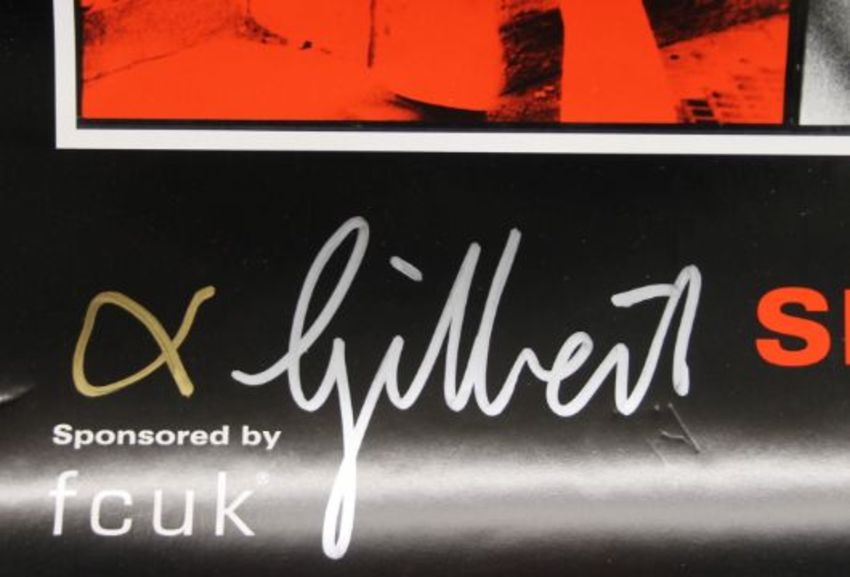 & Gilbert
Sponsored by
fcuk®